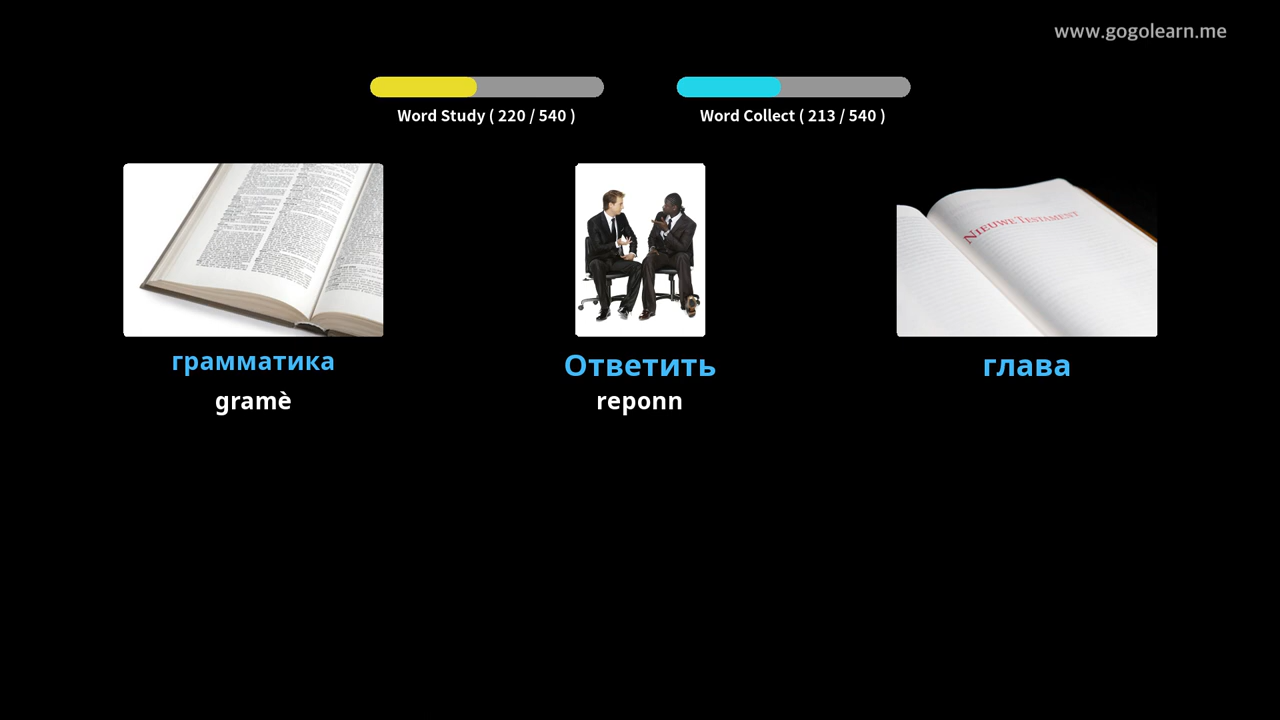 www.gogolearn.me
Word Study ( 220 / 540 )
Word Collect ( 213 / 540 )
NIEUWE TESTAMENT
грамматика
Ответить
глава
gramè
reponn